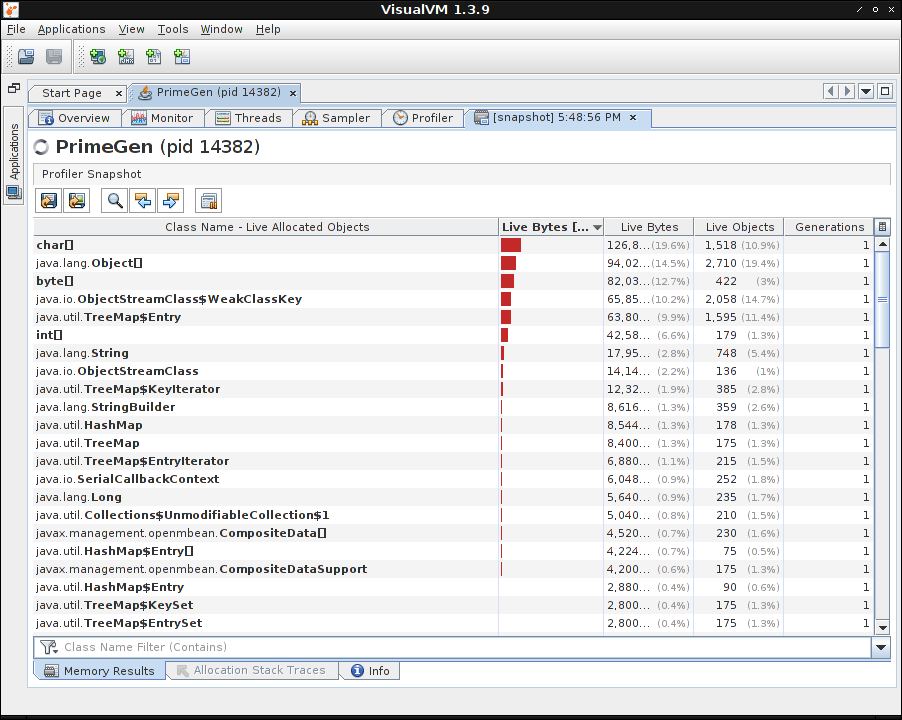 VisualVM 1.3.9
File Applications View Tools Window Help
Start Page × PrimeGen (pid 14382) ×
Applications
Overview Monitor Threads Sampler Profiler [snapshot] 5:48:56 PM ×
PrimeGen (pid 14382)
Profiler Snapshot
Class Name - Live Allocated Objects Live Bytes [... Live Bytes Live Objects Generations
char[] 126,8... (19.6%) 1,518 (10.9%) 1
java.lang.Object[] 94,02... (14.5%) 2,710 (19.4%) 1
byte[] 82,03... (12.7%) 422 (3%) 1
java.io.ObjectStreamClass$WeakClassKey 65,85... (10.2%) 2,058 (14.7%) 1
java.util.TreeMap$Entry 63,80... (9.9%) 1,595 (11.4%) 1
int[] 42,58... (6.6%) 179 (1.3%) 1
java.lang.String 17,95... (2.8%) 748 (5.4%) 1
java.io.ObjectStreamClass 14,14... (2.2%) 136 (1%) 1
java.util.TreeMap$KeyIterator 12,32... (1.9%) 385 (2.8%) 1
java.lang.StringBuilder 8,616... (1.3%) 359 (2.6%) 1
java.util.HashMap 8,544... (1.3%) 178 (1.3%) 1
java.util.TreeMap 8,400... (1.3%) 175 (1.3%) 1
java.util.TreeMap$EntryIterator 6,880... (1.1%) 215 (1.5%) 1
java.io.SerialCallbackContext 6,048... (0.9%) 252 (1.8%) 1
java.lang.Long 5,640... (0.9%) 235 (1.7%) 1
java.util.Collections$UnmodifiableCollection$1 5,040... (0.8%) 210 (1.5%) 1
javax.management.openmbean.CompositeData[] 4,520... (0.7%) 230 (1.6%) 1
java.util.HashMap$Entry[] 4,224... (0.7%) 75 (0.5%) 1
javax.management.openmbean.CompositeDataSupport 4,200... (0.6%) 175 (1.3%) 1
java.util.HashMap$Entry 2,880... (0.4%) 90 (0.6%) 1
java.util.TreeMap$KeySet 2,800... (0.4%) 175 (1.3%) 1
java.util.TreeMap$EntrySet 2,800... (0.4%) 175 (1.3%) 1
Class Name Filter (Contains)
Memory Results Allocation Stack Traces Info